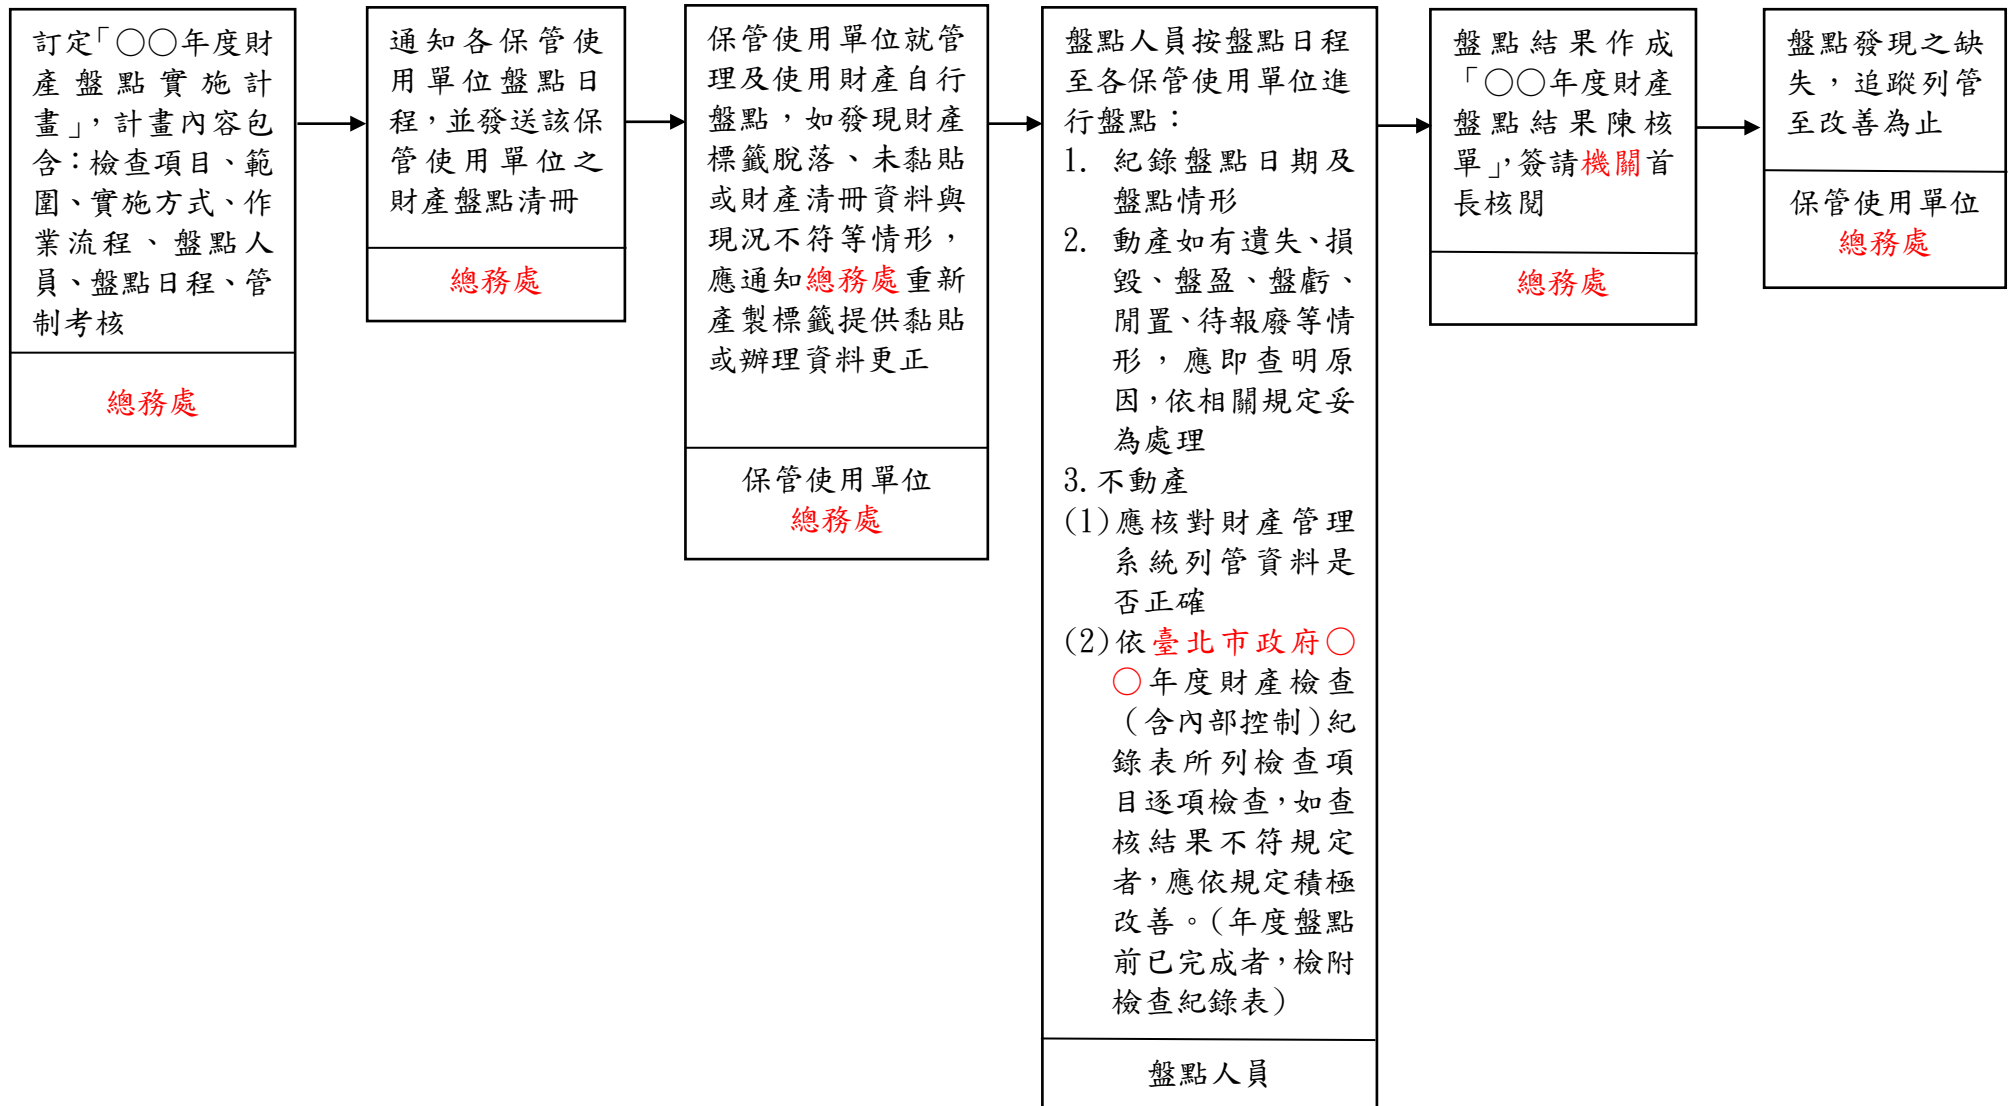 訂定「○○年度財
產盤點實施計
畫」，計畫內容包
含：檢查項目、範
圍、實施方式、作
業流程、盤點人
員、盤點日程、管
制考核
總務處
通知各保管使
用單位盤點日
程，並發送該保
管使用單位之
財產盤點清冊
總務處
保管使用單位就管
理及使用財產自行
盤點，如發現財產
標籤脫落、未黏貼
或財產清冊資料與
現況不符等情形，
應通知總務處重新
產製標籤提供黏貼
或辦理資料更正
保管使用單位
總務處
盤點人員按盤點日程
至各保管使用單位進
行盤點：
1. 紀錄盤點日期及
盤點情形
2. 動產如有遺失、損
毀、盤盈、盤虧、
閒置、待報廢等情
形，應即查明原
因，依相關規定妥
為處理
3.不動產
(1)應核對財產管理
系統列管資料是
否正確
(2)依臺北市政府○
○年度財產檢查
（含內部控制）紀
錄表所列檢查項
目逐項檢查，如查
核結果不符規定
者，應依規定積極
改善。（年度盤點
前已完成者，檢附
檢查紀錄表）
盤點人員
盤點結果作成
「○○年度財產
盤點結果陳核
單」，簽請機關首
長核閱
總務處
盤點發現之缺
失，追蹤列管
至改善為止
保管使用單位
總務處